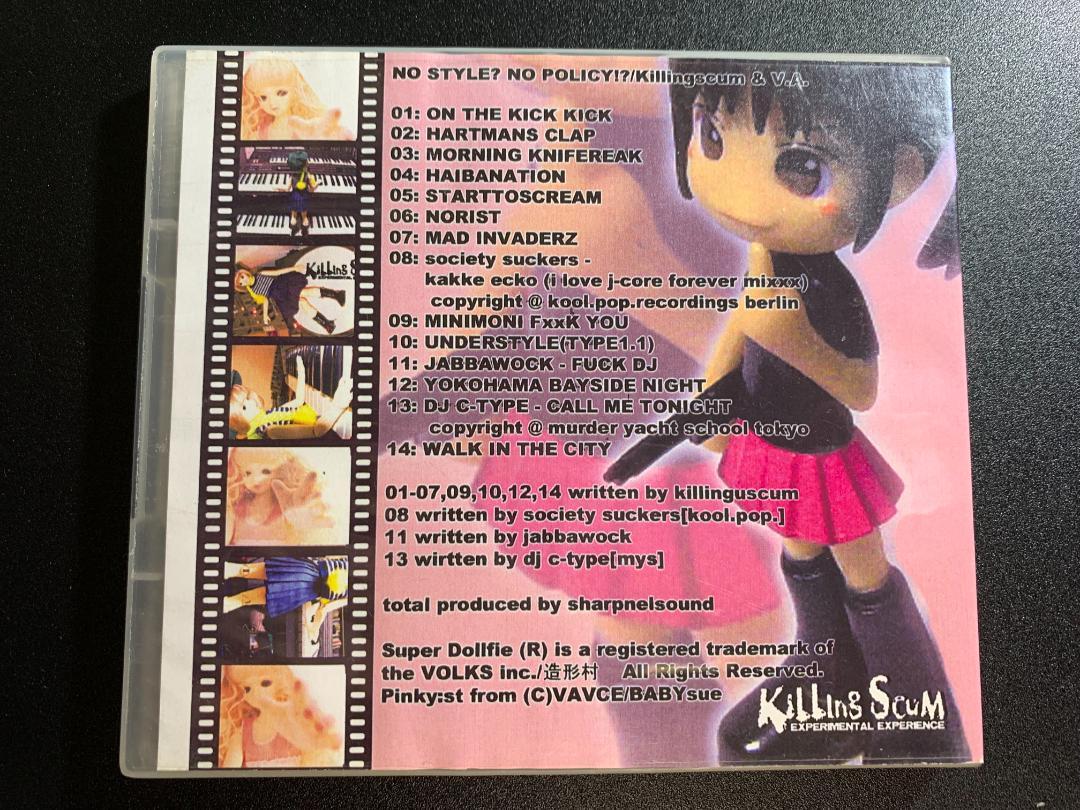 NO STYLE? NO POLICY!?/Killingscum & V.A.
01: ON THE KICK KICK
02: HARTMANS CLAP
03: MORNING KNIFEREAK
04: HAIBANATION
05: STARTTOSCREAM
06: NORIST
07: MAD INVADERZ
08: society suckers -
kakke ecko (i love j-core forever mixxx)
copyright @ kool.pop.recordings berlin
09: MINIMONI FxxK YOU
10: UNDERSTYLE(TYPE1.1)
11: JABBAWOCK - FUCK DJ
12: YOKOHAMA BAYSIDE NIGHT
13: DJ C-TYPE - CALL ME TONIGHT
copyright @ murder yacht school tokyo
14: WALK IN THE CITY
01-07,09,10,12,14 written by killinguscum
08 written by society suckers[kool.pop.]
11 written by jabbawock
13 wirtten by dj c-type[mys]
total produced by sharpnelsound
Super Dollfie (R) is a registered trademark of
the VOLKS inc./造形村 All Rights Reserved.
Pinky:st from (C)VAVCE/BABYsue
KiLLing ScuM
EXPERIMENTAL EXPERIENCE